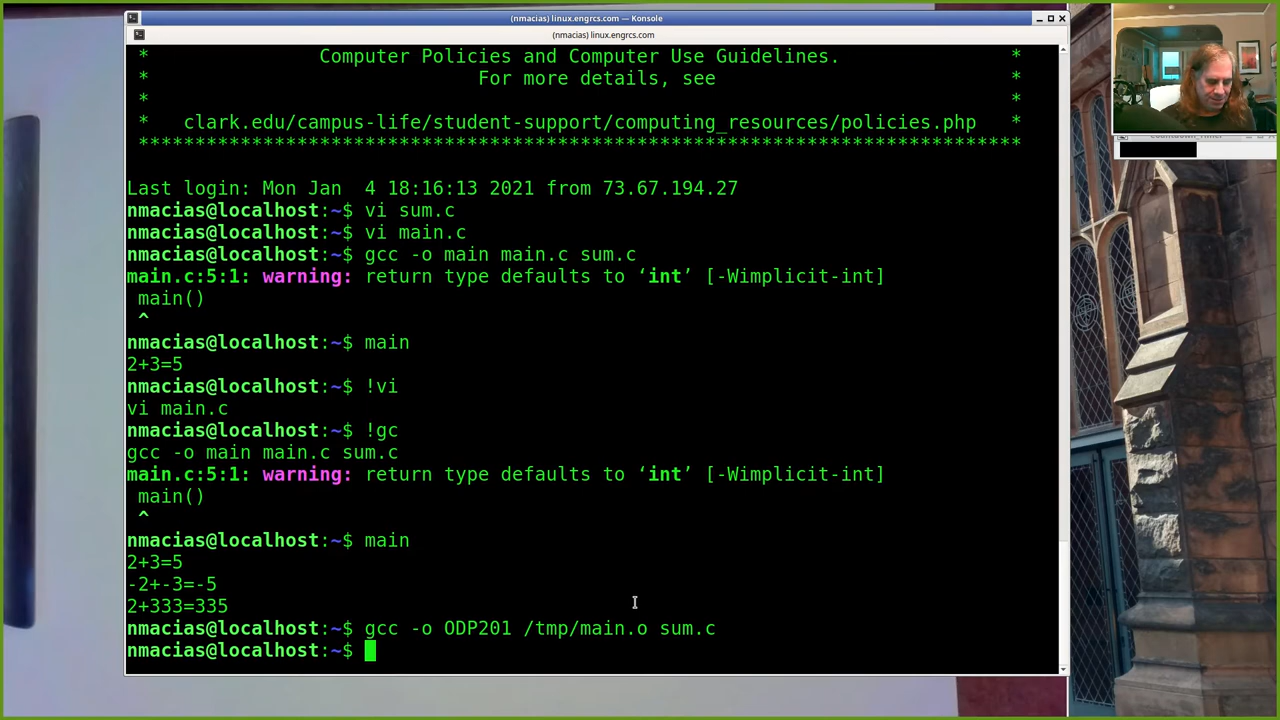 (nmacias) linux.engrcs.com — Konsole
(nmacias) linux.engrcs.com
* Computer Policies and Computer Use Guidelines. *
* For more details, see *
* *
* clark.edu/campus-life/student-support/computing_resources/policies.php *
******************************************************************************
Last login: Mon Jan  4 18:16:13 2021 from 73.67.194.27
nmacias@localhost:~$ vi sum.c
nmacias@localhost:~$ vi main.c
nmacias@localhost:~$ gcc -o main main.c sum.c
main.c:5:1: warning: return type defaults to ‘int’ [-Wimplicit-int]
main()
^
nmacias@localhost:~$ main
2+3=5
nmacias@localhost:~$ !vi
vi main.c
nmacias@localhost:~$ !gc
gcc -o main main.c sum.c
main.c:5:1: warning: return type defaults to ‘int’ [-Wimplicit-int]
main()
^
nmacias@localhost:~$ main
2+3=5
-2+-3=-5
2+333=335
nmacias@localhost:~$ gcc -o ODP201 /tmp/main.o sum.c
nmacias@localhost:~$